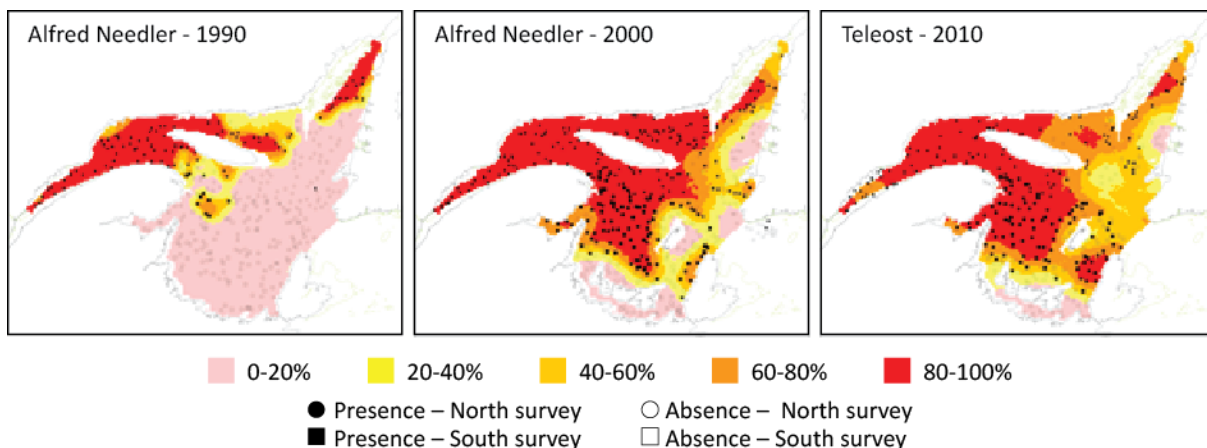 Alfred Needler - 1990
Alfred Needler - 2000
Teleost - 2010
0-20%
20-40%
40-60%
60-80%
80-100%
Presence – North survey
Absence – North survey
Presence – South survey
Absence – South survey